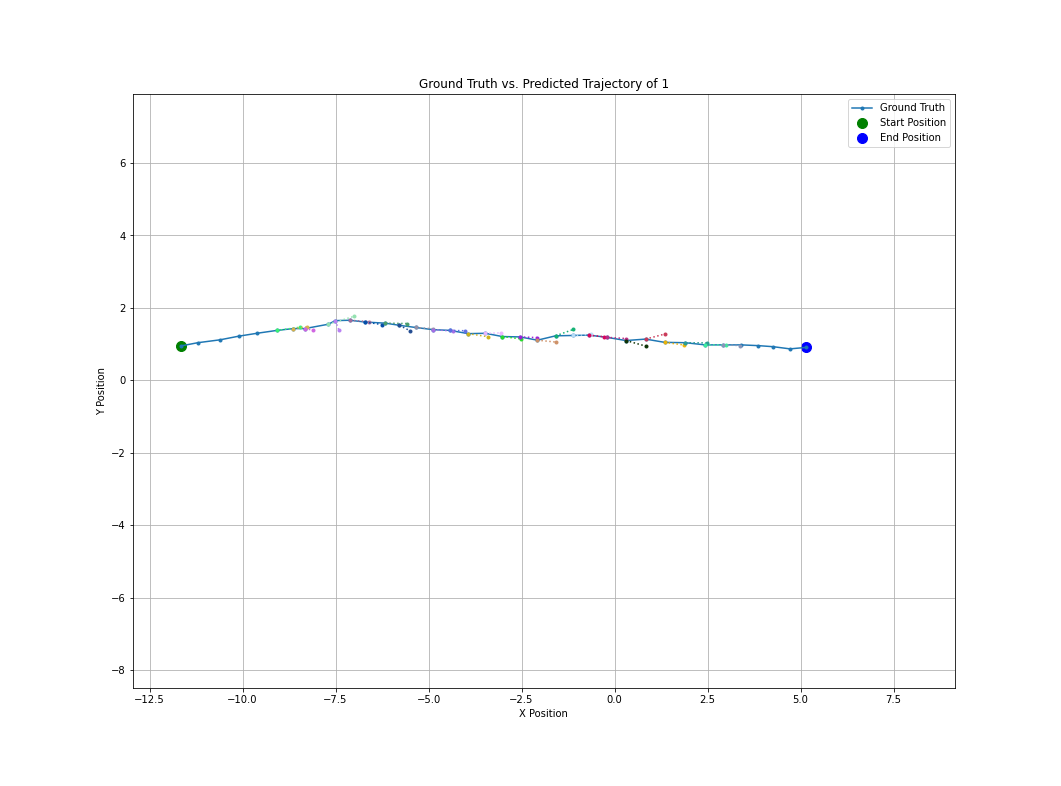 Ground Truth vs. Predicted Trajectory of 1
Ground Truth
Start Position
End Position
6
4
2
0
−2
−4
−6
−8
Y Position
−12.5 −10.0 −7.5 −5.0 −2.5 0.0 2.5 5.0 7.5
X Position